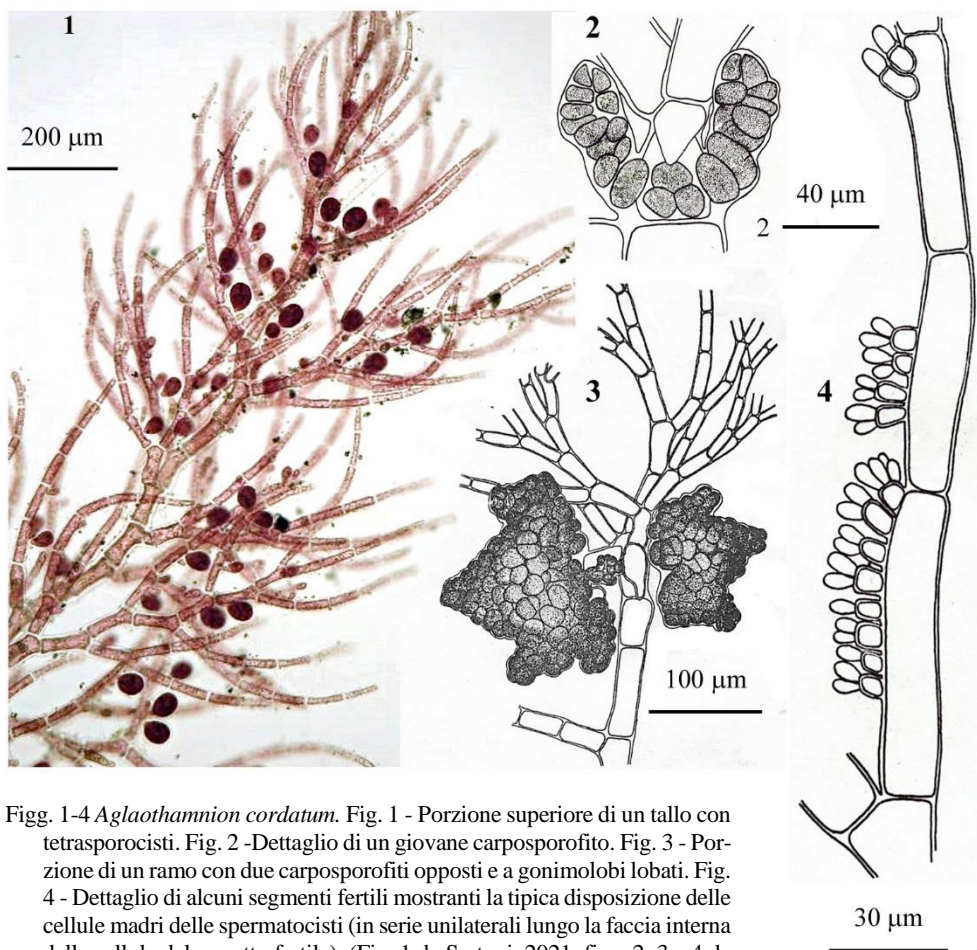 1
200 µm
2
2
40 µm
3
100 µm
4
Figg. 1-4 Aglaothamnion cordatum. Fig. 1 - Porzione superiore di un tallo con
tetrasporocisti. Fig. 2 -Dettaglio di un giovane carposporofito. Fig. 3 - Por-
zione di un ramo con due carposporofiti opposti e a gonimolobi lobati. Fig.
4 - Dettaglio di alcuni segmenti fertili mostranti la tipica disposizione delle
cellule madri delle spermatocisti (in serie unilaterali lungo la faccia interna
30 µm